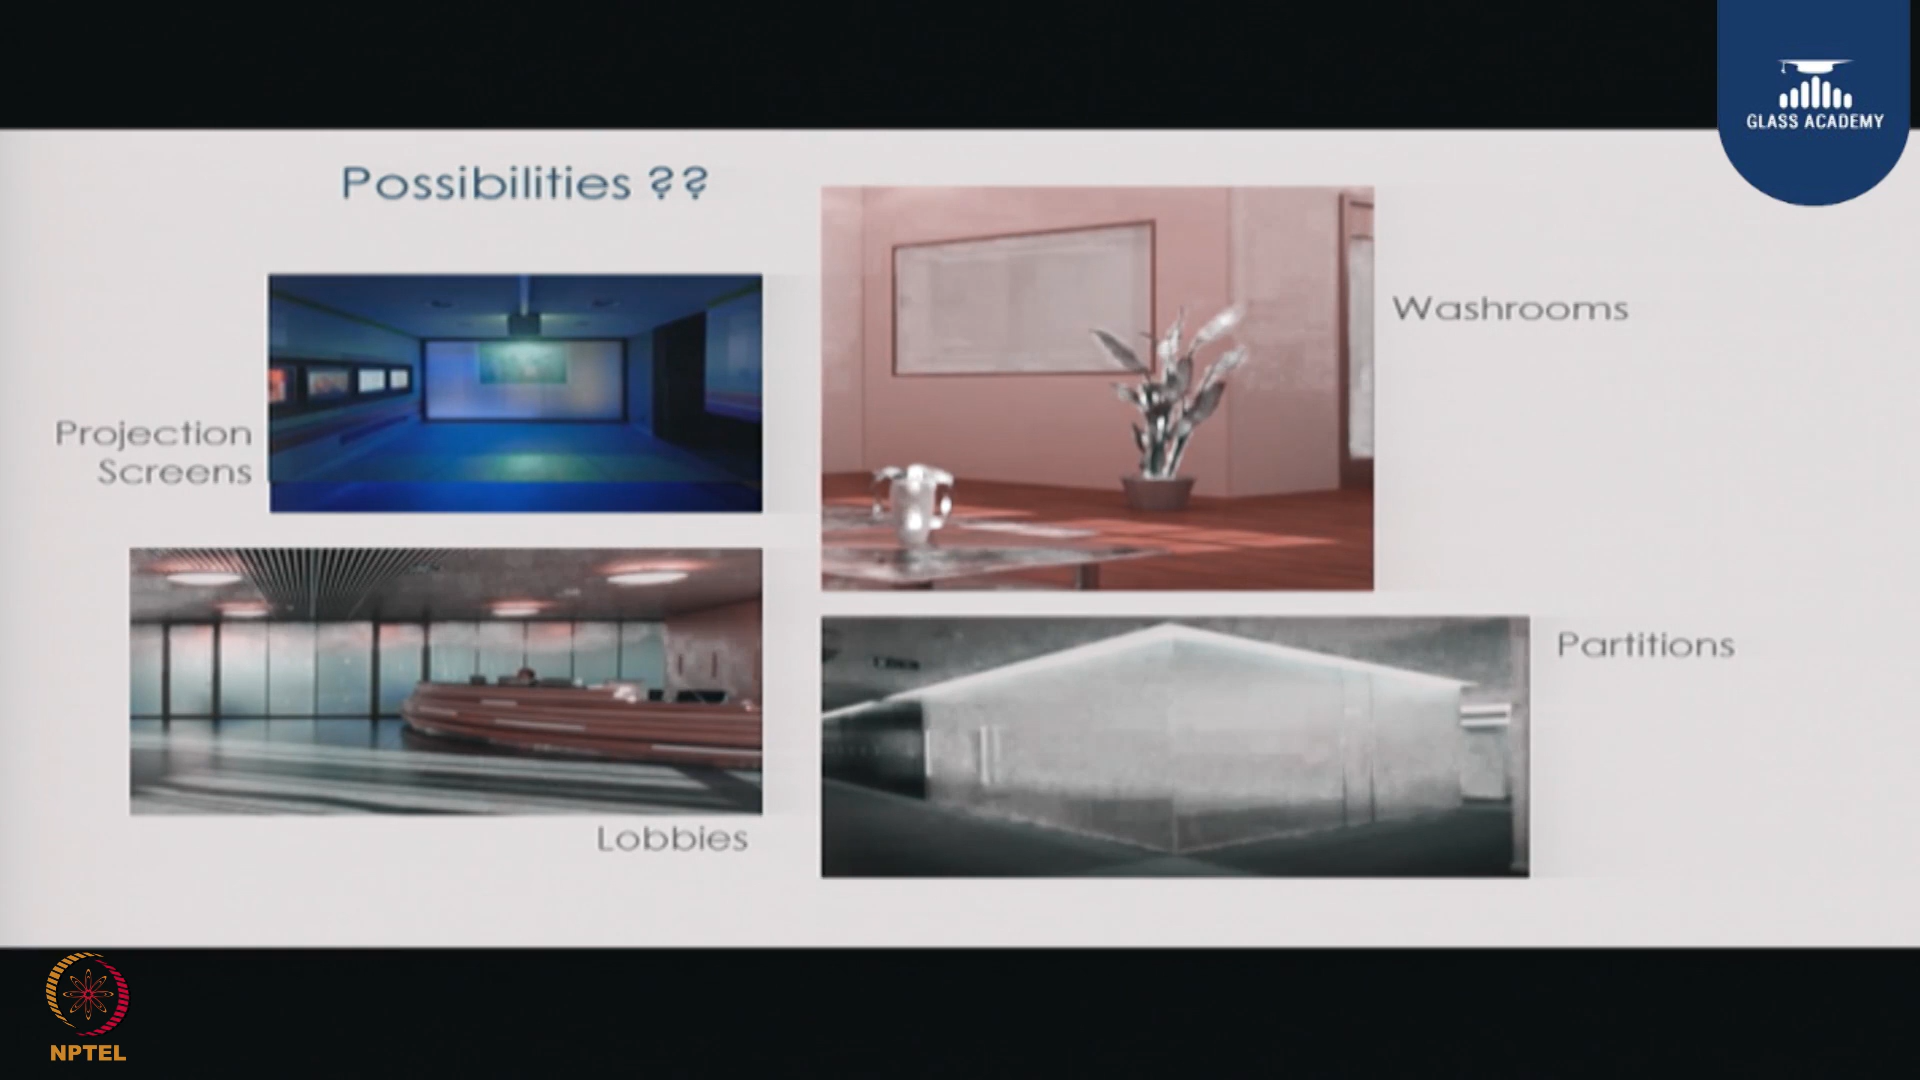 GLASS ACADEMY
Possibilities ??
Washrooms
Projection
Screens
Partitions
Lobbies
NPTEL